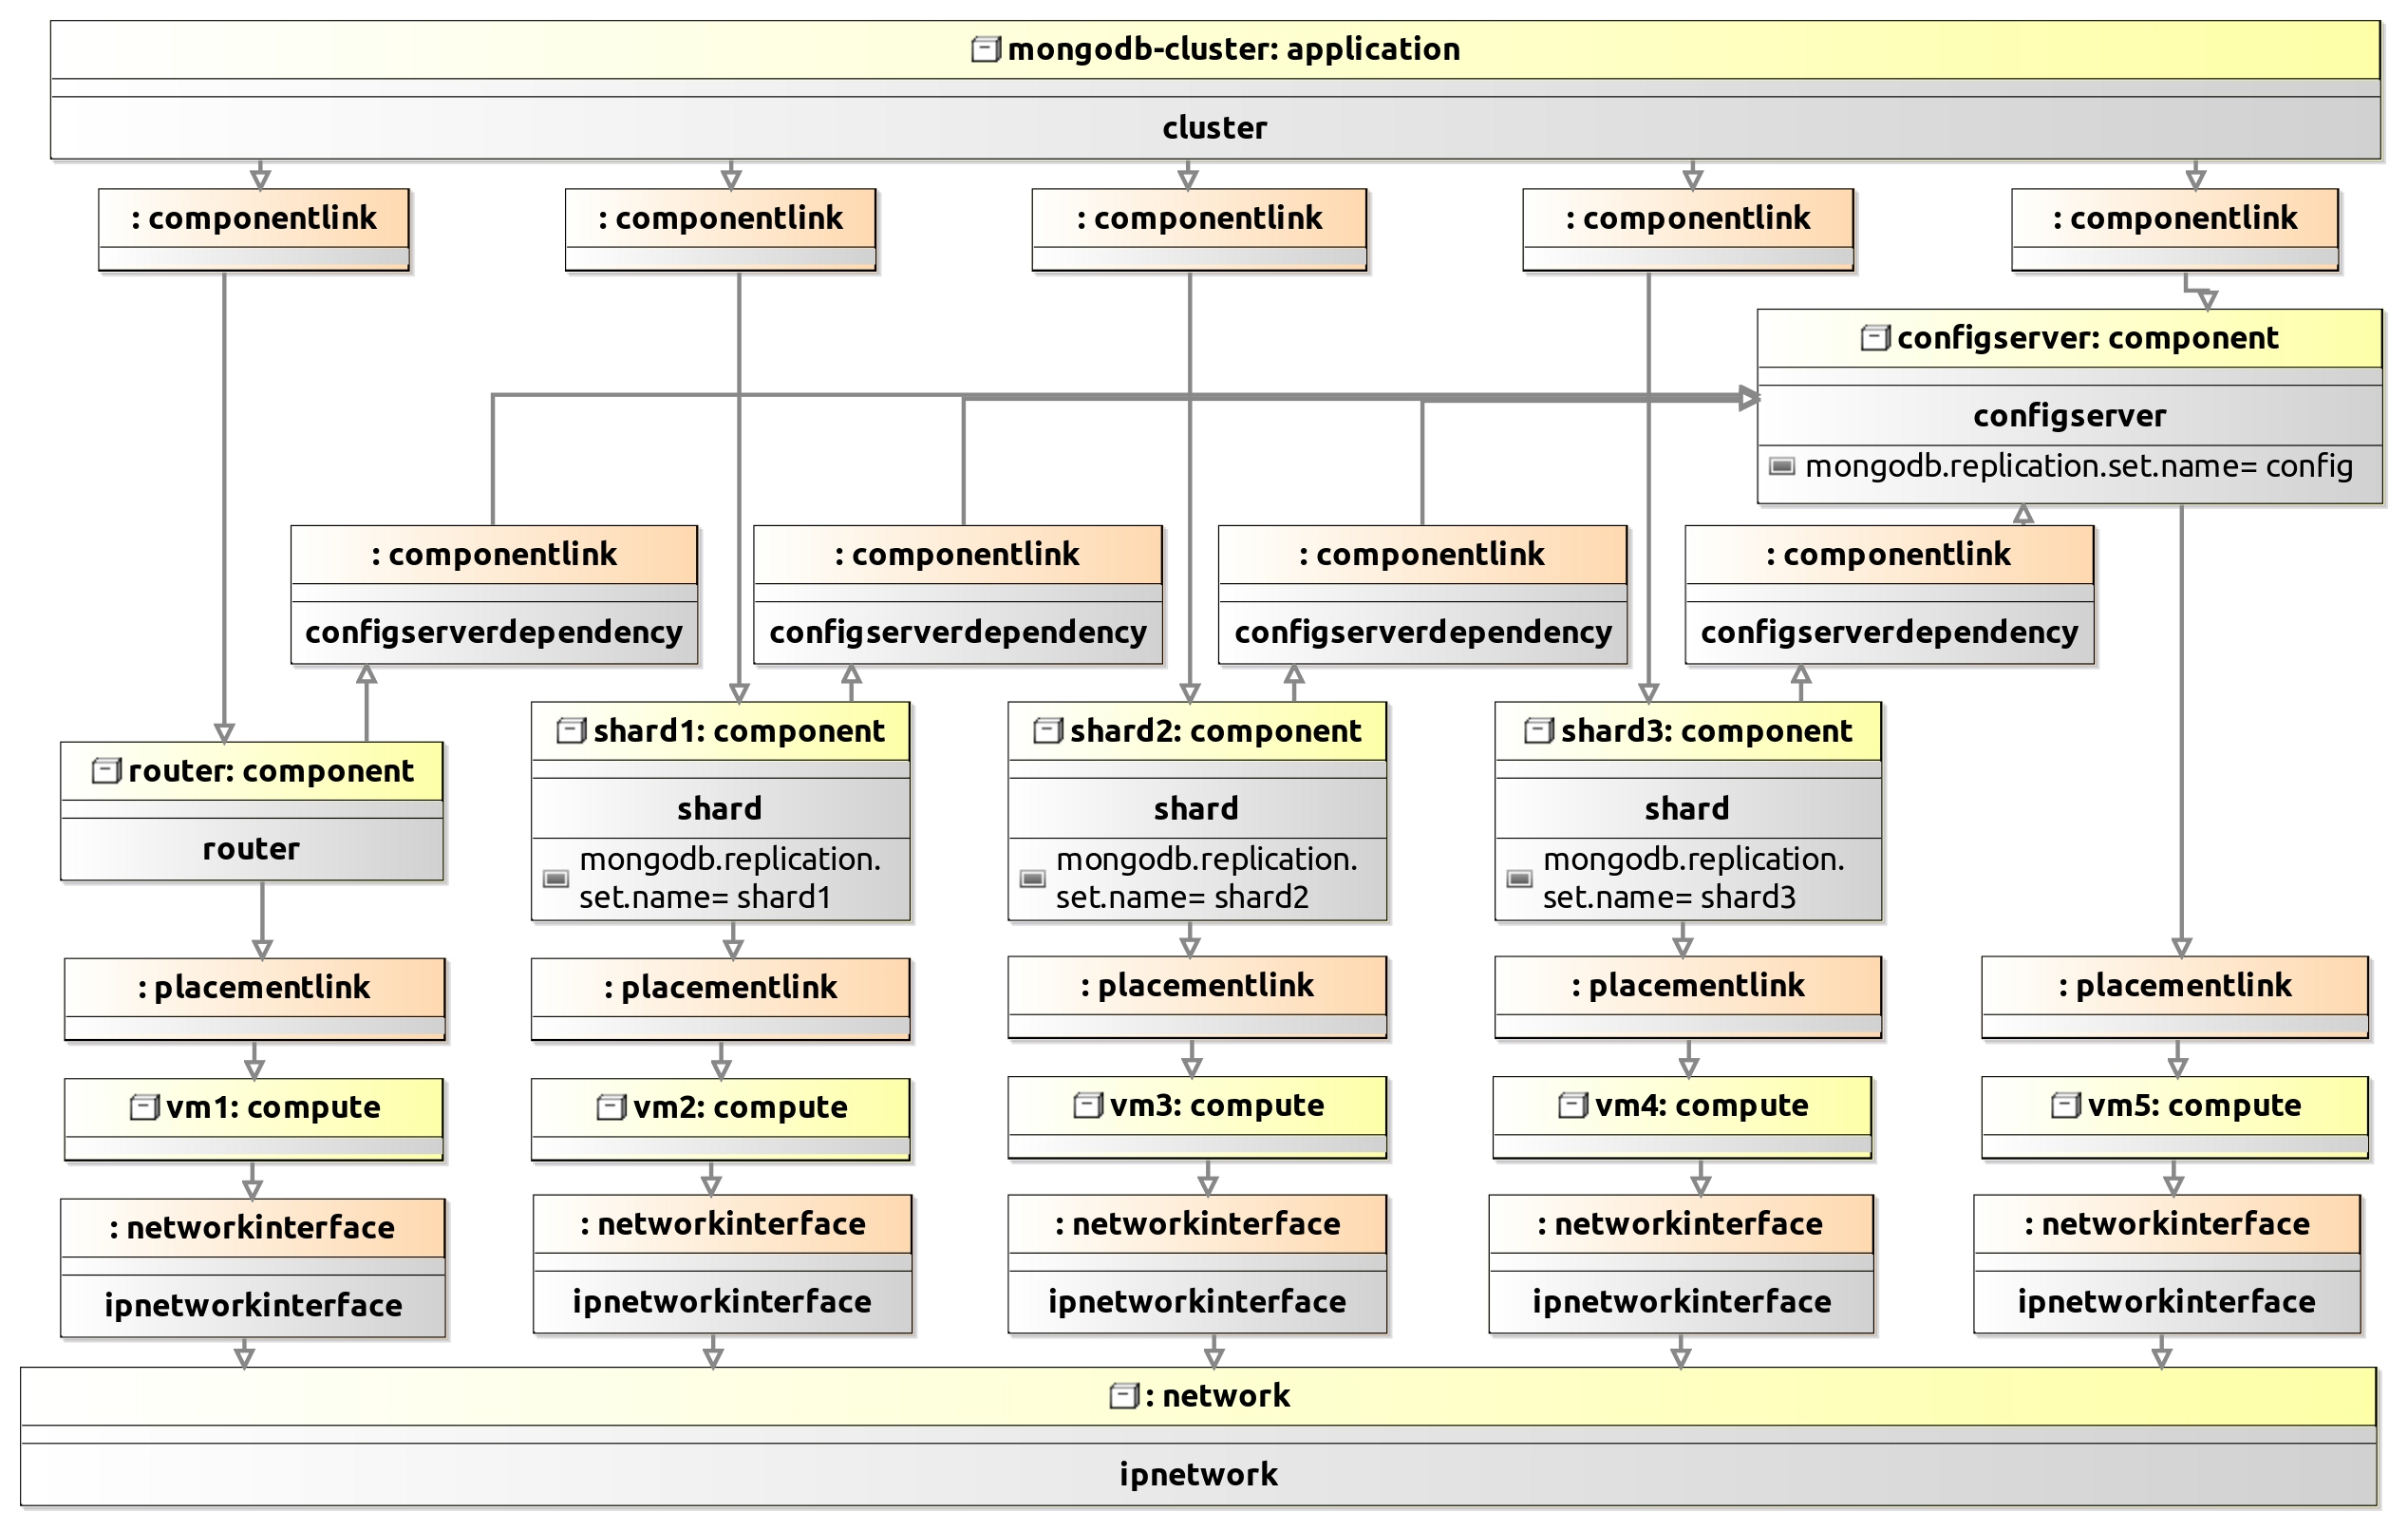 mongodb-cluster: application
cluster
: componentlink
: componentlink
: componentlink
: componentlink
: componentlink
configserver: component
configserver
mongodb.replication.set.name= config
: componentlink
configserverdependency
: componentlink
configserverdependency
: componentlink
configserverdependency
: componentlink
configserverdependency
router: component
router
shard1: component
shard
mongodb.replication.
set.name= shard1
shard2: component
shard
mongodb.replication.
set.name= shard2
shard3: component
shard
mongodb.replication.
set.name= shard3
: placementlink
: placementlink
: placementlink
: placementlink
: placementlink
vm1: compute
vm2: compute
vm3: compute
vm4: compute
vm5: compute
: networkinterface
ipnetworkinterface
: networkinterface
ipnetworkinterface
: networkinterface
ipnetworkinterface
: networkinterface
ipnetworkinterface
: networkinterface
ipnetworkinterface
: network
ipnetwork